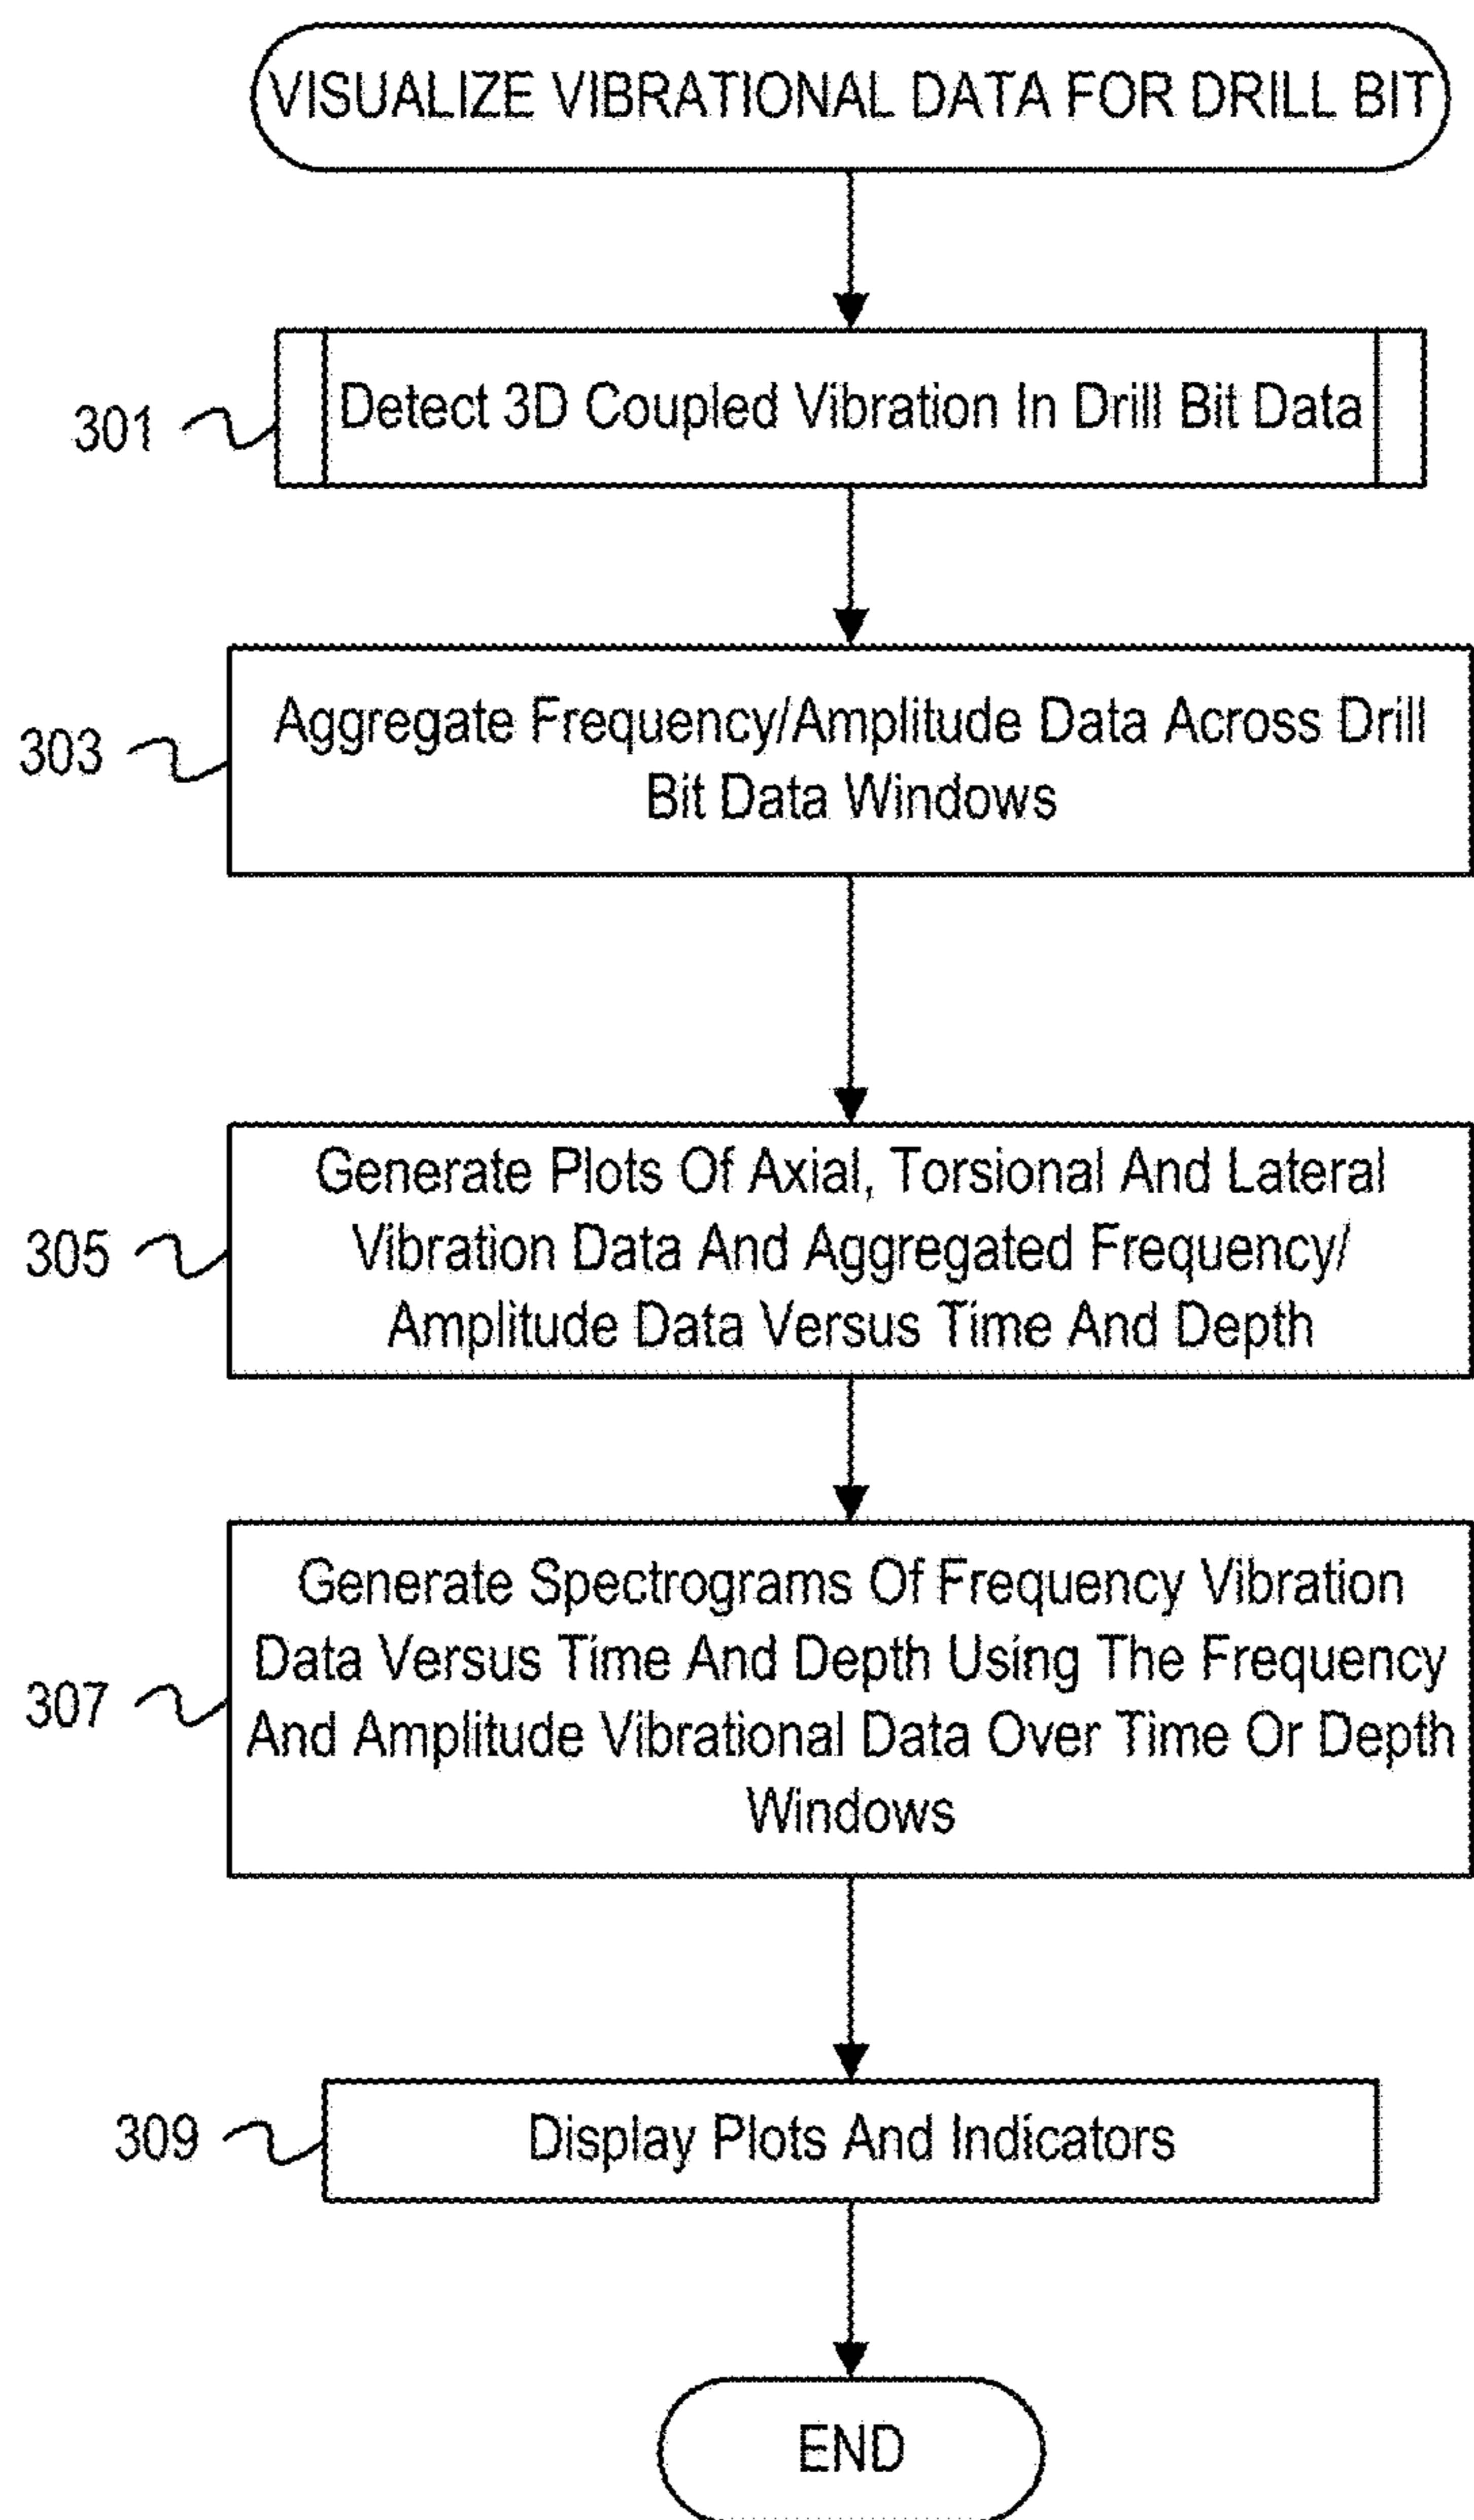 VISUALIZE VIBRATIONAL DATA FOR DRILL BIT
301
Detect 3D Coupled Vibration In Drill Bit Data
303
Aggregate Frequency/Amplitude Data Across Drill
Bit Data Windows
305
Generate Plots Of Axial, Torsional And Lateral
Vibration Data And Aggregated Frequency/
Amplitude Data Versus Time And Depth
307
Generate Spectrograms Of Frequency Vibration
Data Versus Time And Depth Using The Frequency
And Amplitude Vibrational Data Over Time Or Depth
Windows
309
Display Plots And Indicators
END